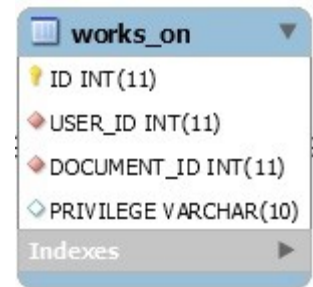 works_on
ID INT(11)
USER_ID INT(11)
DOCUMENT_ID INT(11)
PRIVILEGE VARCHAR(10)
Indexes